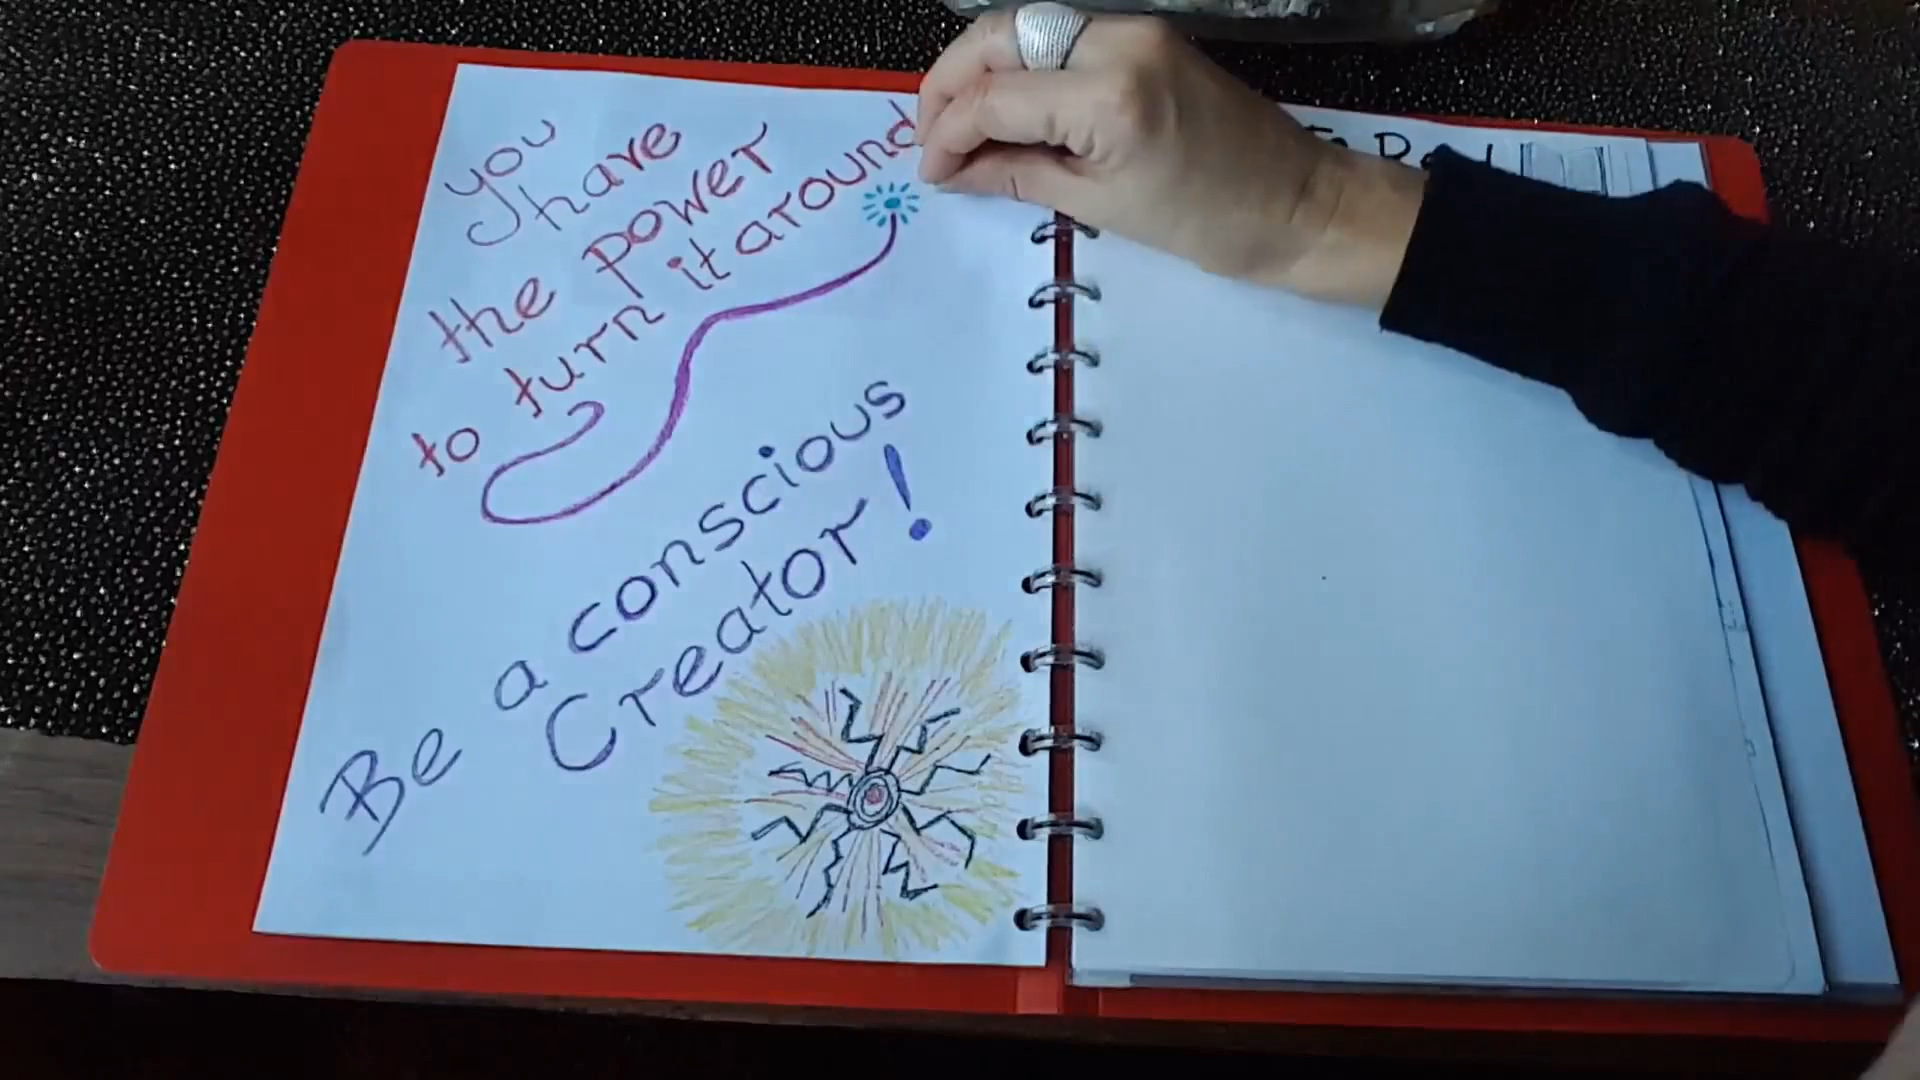 you
have
the power
to turn it around
Be a conscious
Creator!